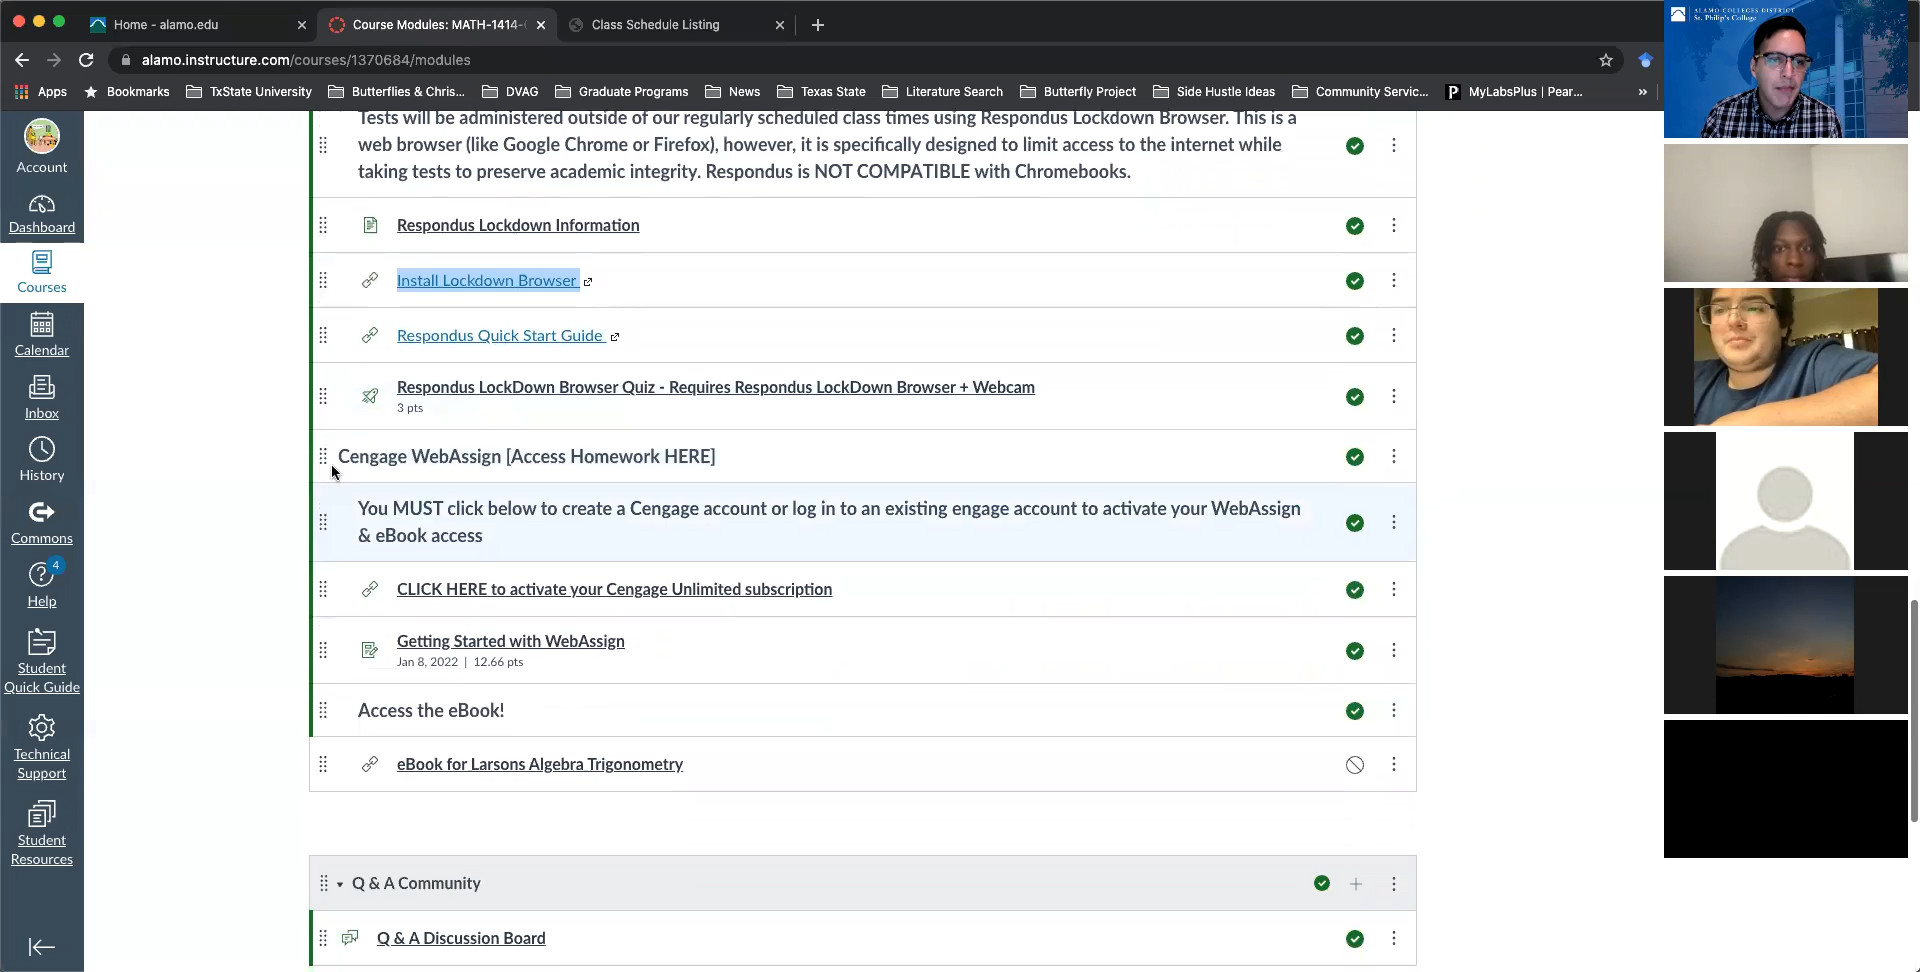 Home - alamo.edu
Course Modules: MATH-1414-
Class Schedule Listing
alamo.instructure.com/courses/1370684/modules
Apps
Bookmarks
TxState University
Butterflies & Chris...
DVAG
Graduate Programs
News
Texas State
Literature Search
Butterfly Project
Side Hustle Ideas
Community Servic...
MyLabsPlus | Pear...
»
ALAMO COLLEGES DISTRICT
St. Philip's College
Account
Dashboard
Courses
Calendar
Inbox
History
Commons
4
Help
Student
Quick Guide
Technical
Support
Student
Resources
Tests will be administered outside of our regularly scheduled class times using Respondus Lockdown Browser. This is a
web browser (like Google Chrome or Firefox), however, it is specifically designed to limit access to the internet while
taking tests to preserve academic integrity. Respondus is NOT COMPATIBLE with Chromebooks.
Respondus Lockdown Information
Install Lockdown Browser
Respondus Quick Start Guide
Respondus LockDown Browser Quiz - Requires Respondus LockDown Browser + Webcam
3 pts
Cengage WebAssign [Access Homework HERE]
You MUST click below to create a Cengage account or log in to an existing engage account to activate your WebAssign
& eBook access
CLICK HERE to activate your Cengage Unlimited subscription
Getting Started with WebAssign
Jan 8, 2022 | 12.66 pts
Access the eBook!
eBook for Larsons Algebra Trigonometry
Q & A Community
Q & A Discussion Board